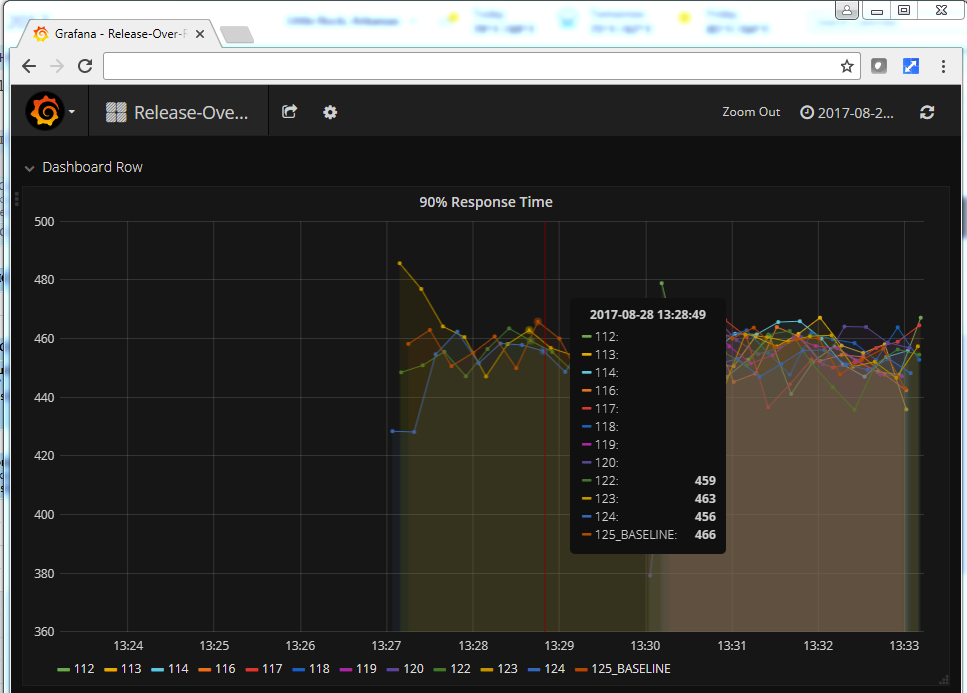 Grafana - Release-Over-R
Release-Ove...
Zoom Out
2017-08-2...
Dashboard Row
90% Response Time
500
480
460
440
420
400
380
360
2017-08-28 13:28:49
112:
113:
114:
116:
117:
118:
119:
120:
122: 459
123: 463
124: 456
125_BASELINE: 466
13:24 13:25 13:26 13:27 13:28 13:29 13:30 13:31 13:32 13:33
112 113 114 116 117 118 119 120 122 123 124 125_BASELINE